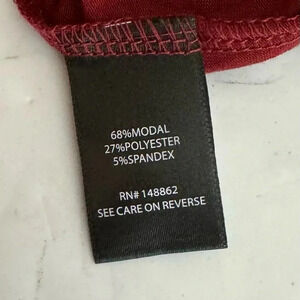 68%MODAL
27%POLYESTER
5%SPANDEX
RN# 148862
SEE CARE ON REVERSE